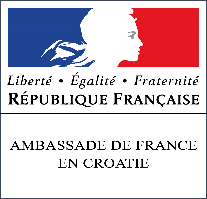 Liberté • Égalité • Fraternité
RÉPUBLIQUE FRANÇAISE
AMBASSADE DE FRANCE
EN CROATIE